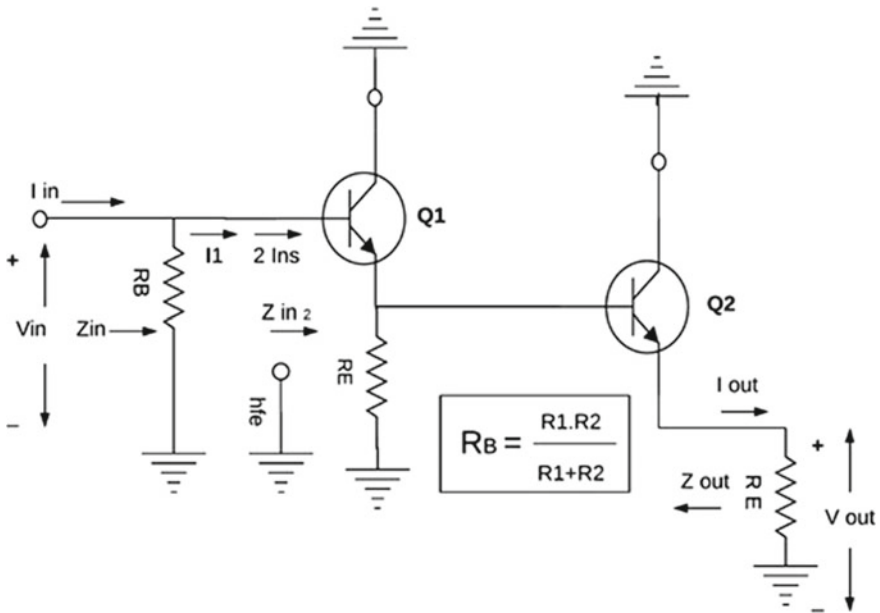 I in
Q1
+
I1
2 Ins
RB
Vin
Zin
Z in 2
Q2
RE
hfe
I out
−
RB = R1.R2
R1+R2
+
Z out
RE
V out
−